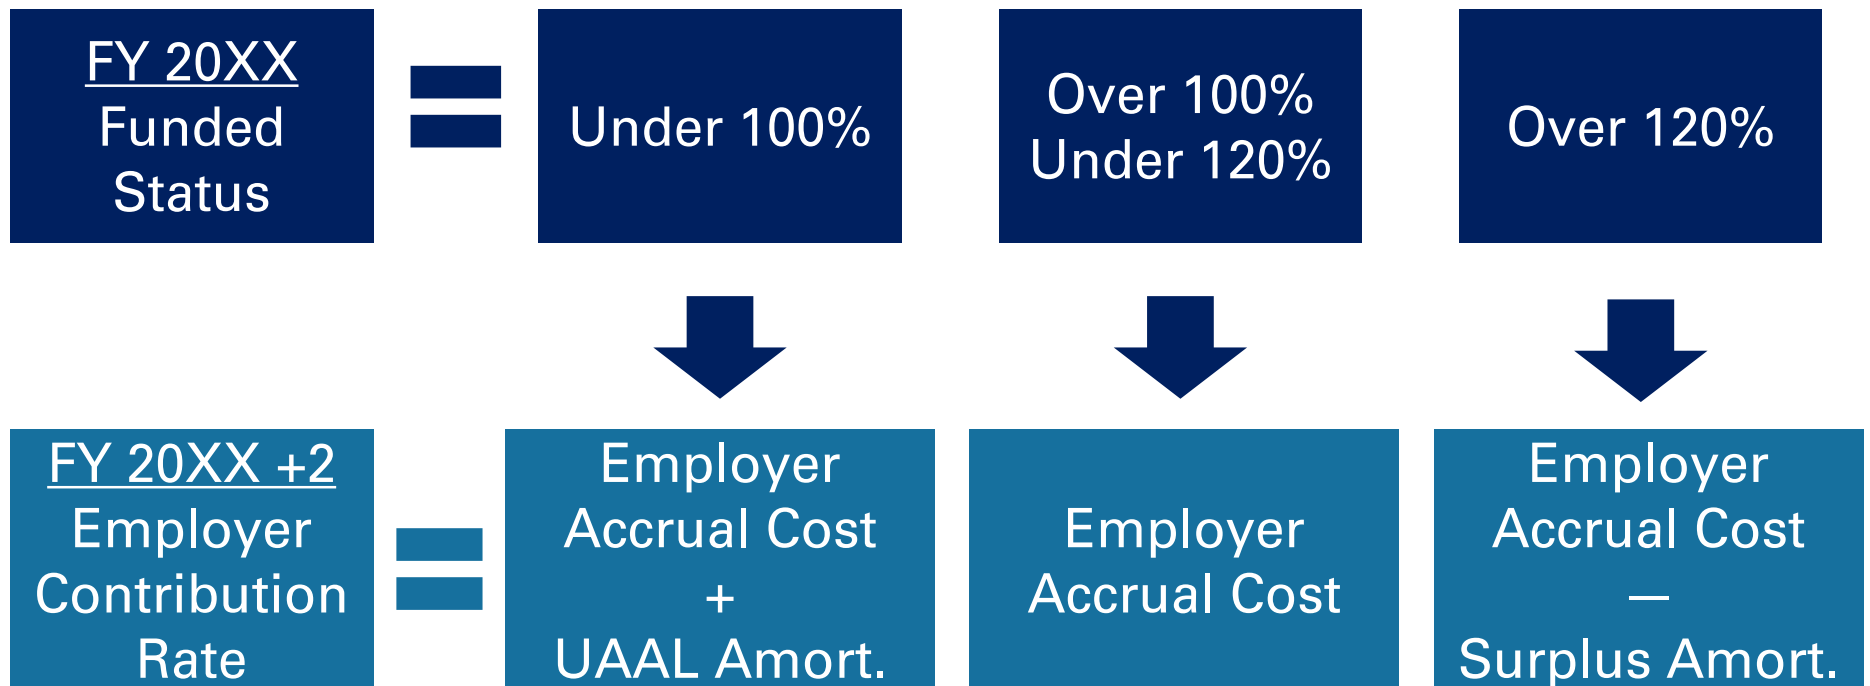 FY 20XX
Funded
Status
Under 100%
Over 100%
Under 120%
Over 120%
FY 20XX +2
Employer
Contribution
Rate
Employer
Accrual Cost
+
UAAL Amort.
Employer
Accrual Cost
Employer
Accrual Cost
—
Surplus Amort.